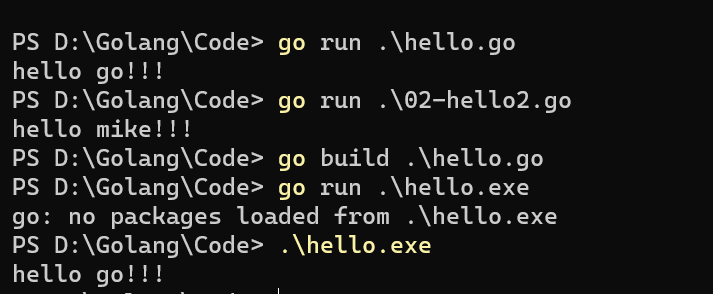 PS D:\Golang\Code> go run .\hello.go
hello go!!!
PS D:\Golang\Code> go run .\02-hello2.go
hello mike!!!
PS D:\Golang\Code> go build .\hello.go
PS D:\Golang\Code> go run .\hello.exe
go: no packages loaded from .\hello.exe
PS D:\Golang\Code> .\hello.exe
hello go!!!